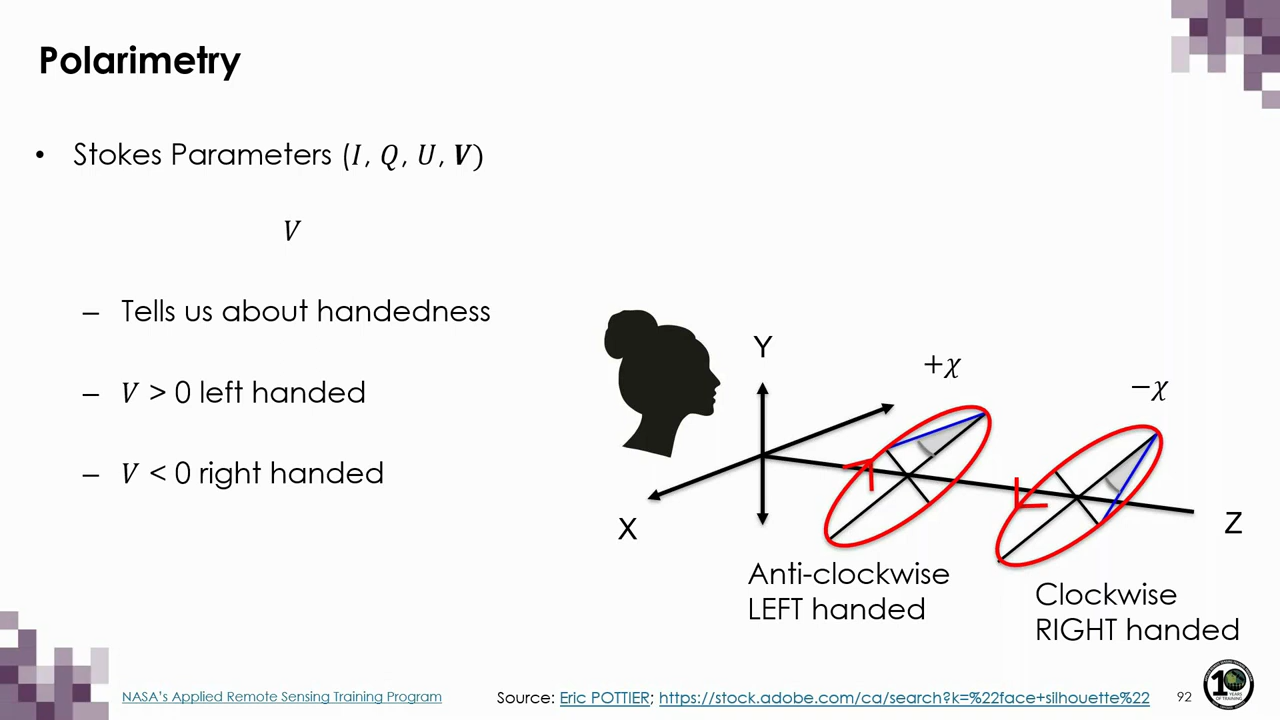 Polarimetry
• Stokes Parameters (I, Q, U, V)
V
– Tells us about handedness
– V > 0 left handed
– V < 0 right handed
Y
+χ
−χ
X
Z
Anti-clockwise
LEFT handed
Clockwise
RIGHT handed
NASA's Applied Remote Sensing Training Program
Source: Eric POTTIER; https://stock.adobe.com/ca/search?k=%22face+silhouette%22
92